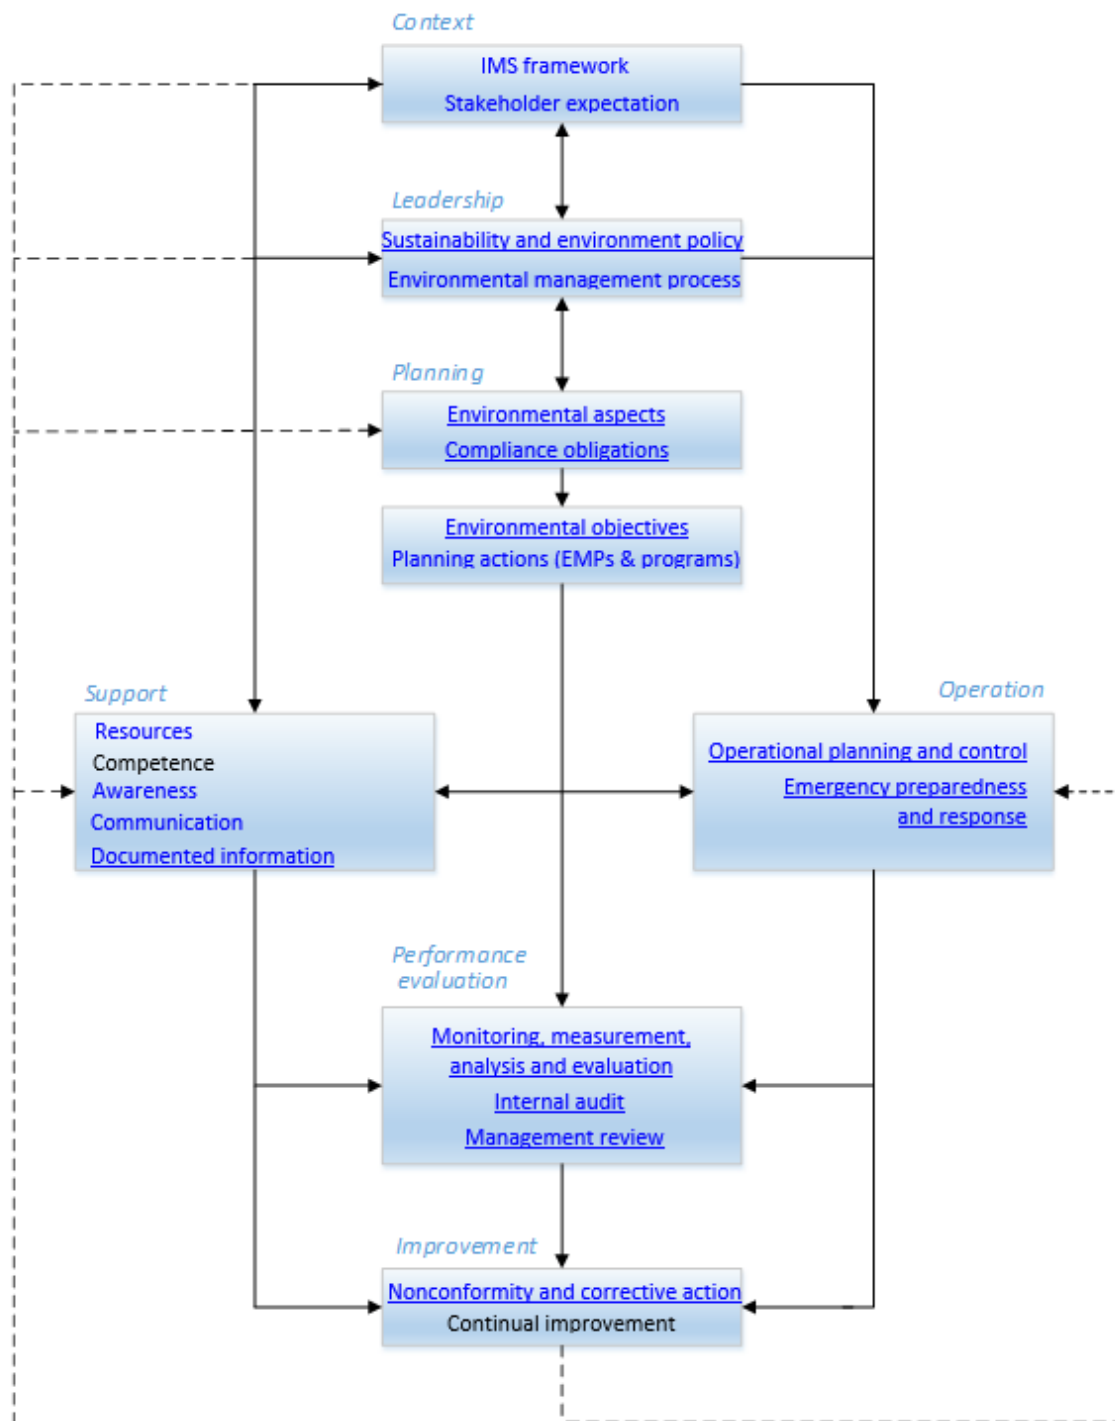 Context
IMS framework
Stakeholder expectation
Leadership
Sustainability and environment policy
Environmental management process
Planning
Environmental aspects
Compliance obligations
Environmental objectives
Planning actions (EMPs & programs)
Support
Resources
Competence
Awareness
Communication
Documented information
Operation
Operational planning and control
Emergency preparedness
and response
Performance
evaluation
Monitoring, measurement,
analysis and evaluation
Internal audit
Management review
Improvement
Nonconformity and corrective action
Continual improvement